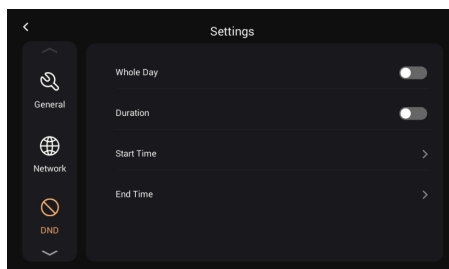 Settings
General
Network
DND
Whole Day
Duration
Start Time
End Time